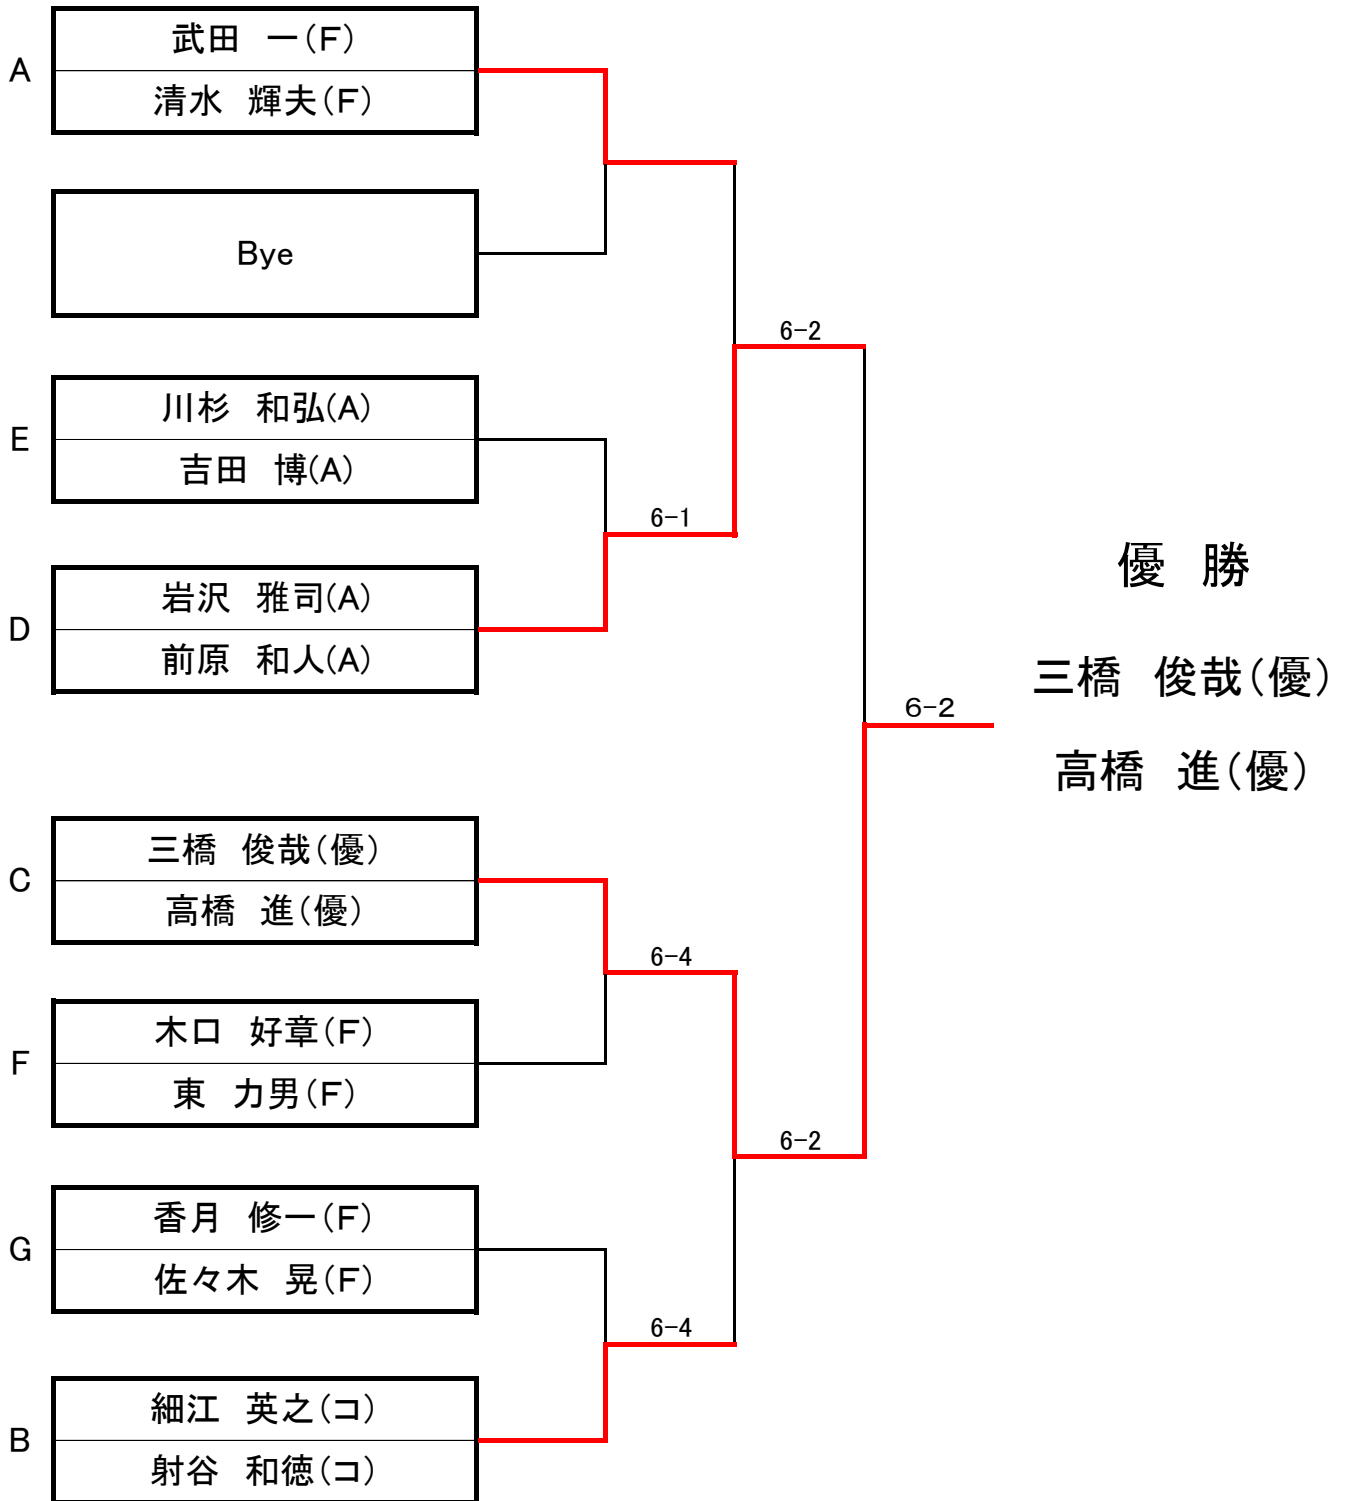 A
武田　一(F)
清水　輝夫(F)
Bye
6-2
E
川杉　和弘(A)
吉田　博(A)
6-1
D
岩沢　雅司(A)
前原　和人(A)
優　勝
三橋　俊哉(優)
6-2
高橋　進(優)
C
三橋　俊哉(優)
高橋　進(優)
6-4
F
木口　好章(F)
東　力男(F)
6-2
G
香月　修一(F)
佐々木　晃(F)
6-4
B
細江　英之(コ)
射谷　和徳(コ)